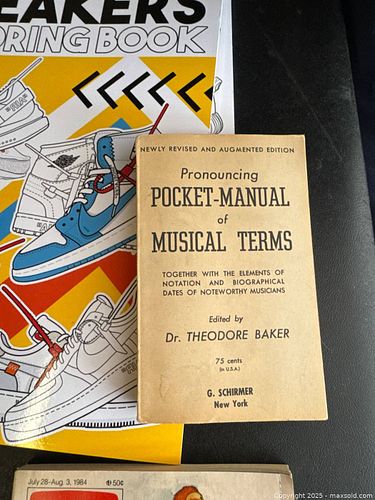 EAKERS
ORING BOOK
NEWLY REVISED AND AUGMENTED EDITION
Pronouncing
POCKET-MANUAL
of
MUSICAL TERMS
TOGETHER WITH THE ELEMENTS OF
NOTATION AND BIOGRAPHICAL
DATES OF NOTEWORTHY MUSICIANS
Edited by
Dr. THEODORE BAKER
75 cents
(in U.S.A.)
G. SCHIRMER
New York
July 28-Aug. 3, 1984
50¢
Copyright © 2025 - maxsold.com